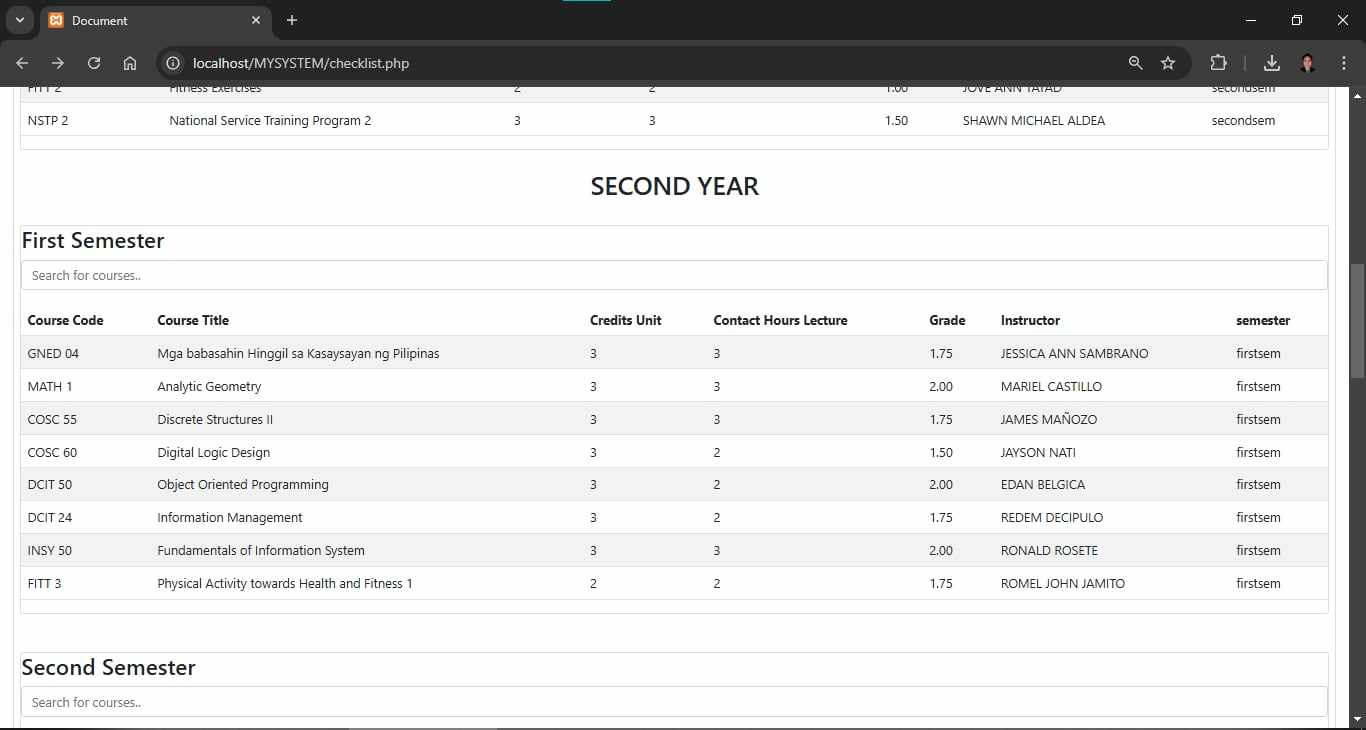 Document
localhost/MYSYSTEM/checklist.php
FITT 2 Fitness Exercises 2 2 1.00 JOVE ANN TAYAD secondsem
NSTP 2 National Service Training Program 2 3 3 1.50 SHAWN MICHAEL ALDEA secondsem
SECOND YEAR
First Semester
Search for courses..
Course Code Course Title Credits Unit Contact Hours Lecture Grade Instructor semester
GNED 04 Mga babasahin Hinggil sa Kasaysayan ng Pilipinas 3 3 1.75 JESSICA ANN SAMBRANO firstsem
MATH 1 Analytic Geometry 3 3 2.00 MARIEL CASTILLO firstsem
COSC 55 Discrete Structures II 3 3 1.75 JAMES MAÑOZO firstsem
COSC 60 Digital Logic Design 3 2 1.50 JAYSON NATI firstsem
DCIT 50 Object Oriented Programming 3 2 2.00 EDAN BELGICA firstsem
DCIT 24 Information Management 3 2 1.75 REDEM DECIPULO firstsem
INSY 50 Fundamentals of Information System 3 3 2.00 RONALD ROSETE firstsem
FITT 3 Physical Activity towards Health and Fitness 1 2 2 1.75 ROMEL JOHN JAMITO firstsem
Second Semester
Search for courses..